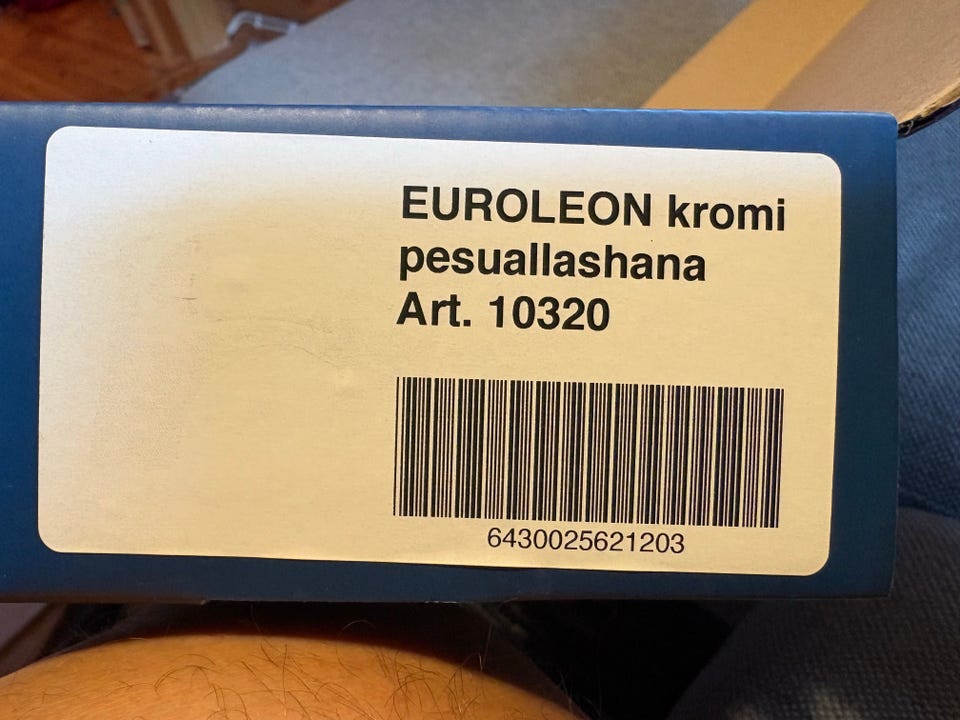 EUROLEON kromi
pesuallashana
Art. 10320
6430025621203